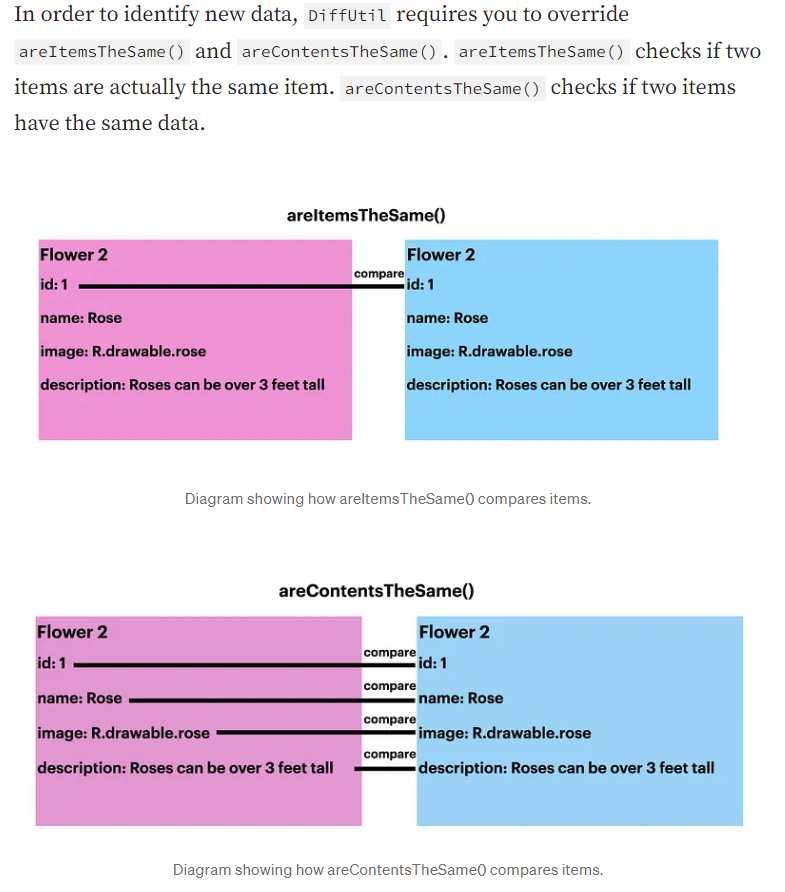 In order to identify new data, DiffUtil requires you to override
areItemsTheSame() and areContentsTheSame(). areItemsTheSame() checks if two
items are actually the same item. areContentsTheSame() checks if two items
have the same data.
areItemsTheSame()
Flower 2
id: 1
name: Rose
image: R.drawable.rose
description: Roses can be over 3 feet tall
compare
Flower 2
id: 1
name: Rose
image: R.drawable.rose
description: Roses can be over 3 feet tall
Diagram showing how areItemsTheSame() compares items.
areContentsTheSame()
Flower 2
id: 1
name: Rose
image: R.drawable.rose
description: Roses can be over 3 feet tall
compare
compare
compare
compare
Flower 2
id: 1
name: Rose
image: R.drawable.rose
description: Roses can be over 3 feet tall
Diagram showing how areContentsTheSame() compares items.